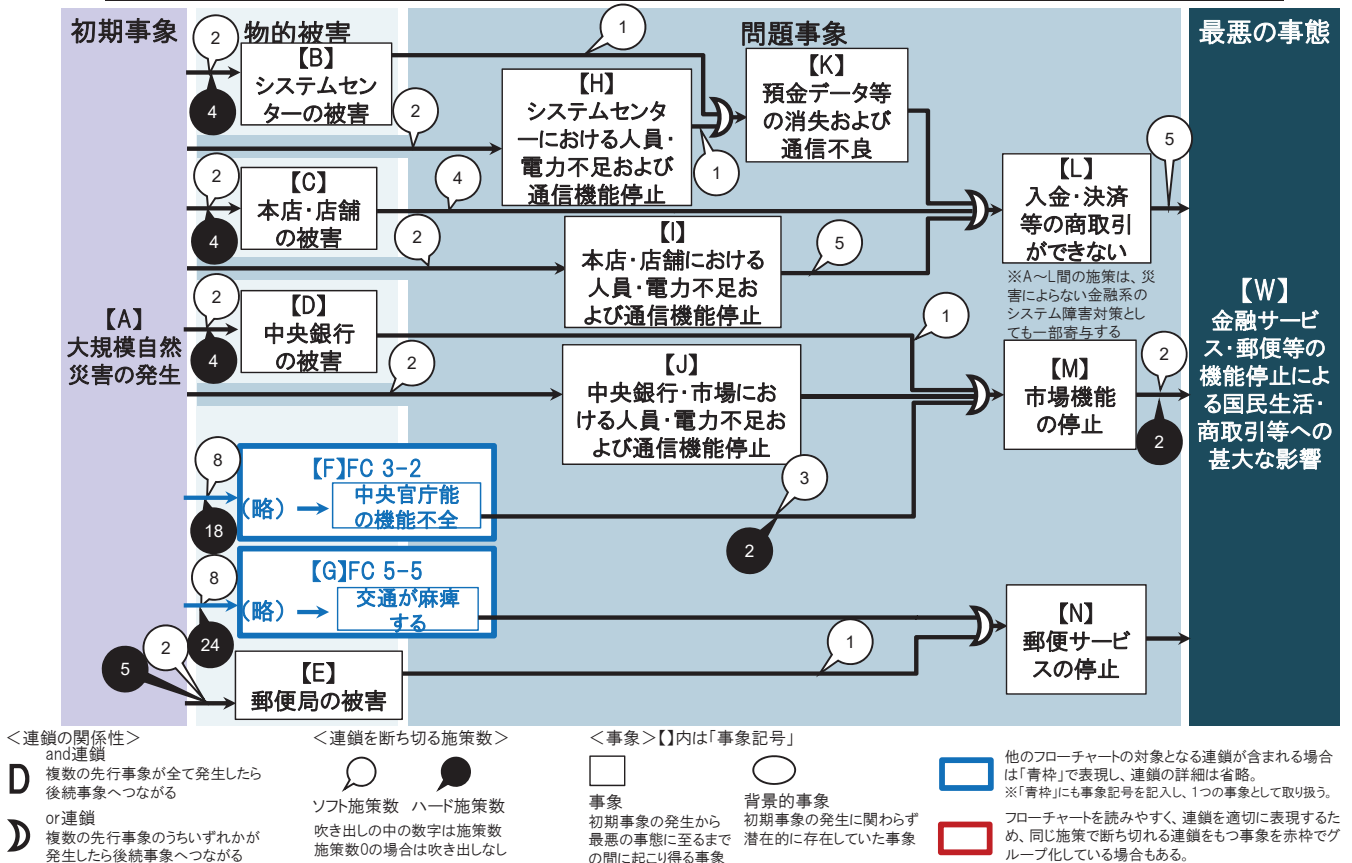 初期事象
物的被害
問題事象
最悪の事態
【A】
大規模自然
災害の発生
2
4
【B】
システムセン
ターの被害
1
2
【H】
システムセンタ
ーにおける人員・
電力不足および
通信機能停止
1
【K】
預金データ等
の消失および
通信不良
2
4
【C】
本店・店舗
の被害
4
2
【I】
本店・店舗における
人員・電力不足お
よび通信機能停止
5
【L】
入金・決済
等の商取引
ができない
5
※A～L間の施策は、災
害によらない金融系の
システム障害対策とし
ても一部寄与する
2
4
【D】
中央銀行
の被害
1
2
【J】
中央銀行・市場にお
ける人員・電力不足お
よび通信機能停止
【M】
市場機能
の停止
2
2
8
18
【F】FC 3-2
(略)
中央官庁能
の機能不全
3
2
8
24
【G】FC 5-5
(略)
交通が麻痺
する
5
2
【E】
郵便局の被害
1
【N】
郵便サービ
スの停止
【W】
金融サービ
ス・郵便等の
機能停止によ
る国民生活・
商取引等への
甚大な影響
＜連鎖の関係性＞
and連鎖
複数の先行事象が全て発生したら
後続事象へつながる
or連鎖
複数の先行事象のうちいずれかが
発生したら後続事象へつながる
＜連鎖を断ち切る施策数＞
ソフト施策数 ハード施策数
吹き出しの中の数字は施策数
施策数0の場合は吹き出しなし
＜事象＞【】内は「事象記号」
事象
初期事象の発生から
最悪の事態に至るまで
の間に起こり得る事象
背景的事象
初期事象の発生に関わらず
潜在的に存在していた事象
他のフローチャートの対象となる連鎖が含まれる場合
は「青枠」で表現し、連鎖の詳細は省略。
※「青枠」にも事象記号を記入し、1つの事象として取り扱う。
フローチャートを読みやすく、連鎖を適切に表現するた
め、同じ施策で断ち切れる連鎖をもつ事象を赤枠でグ
ループ化している場合もある。